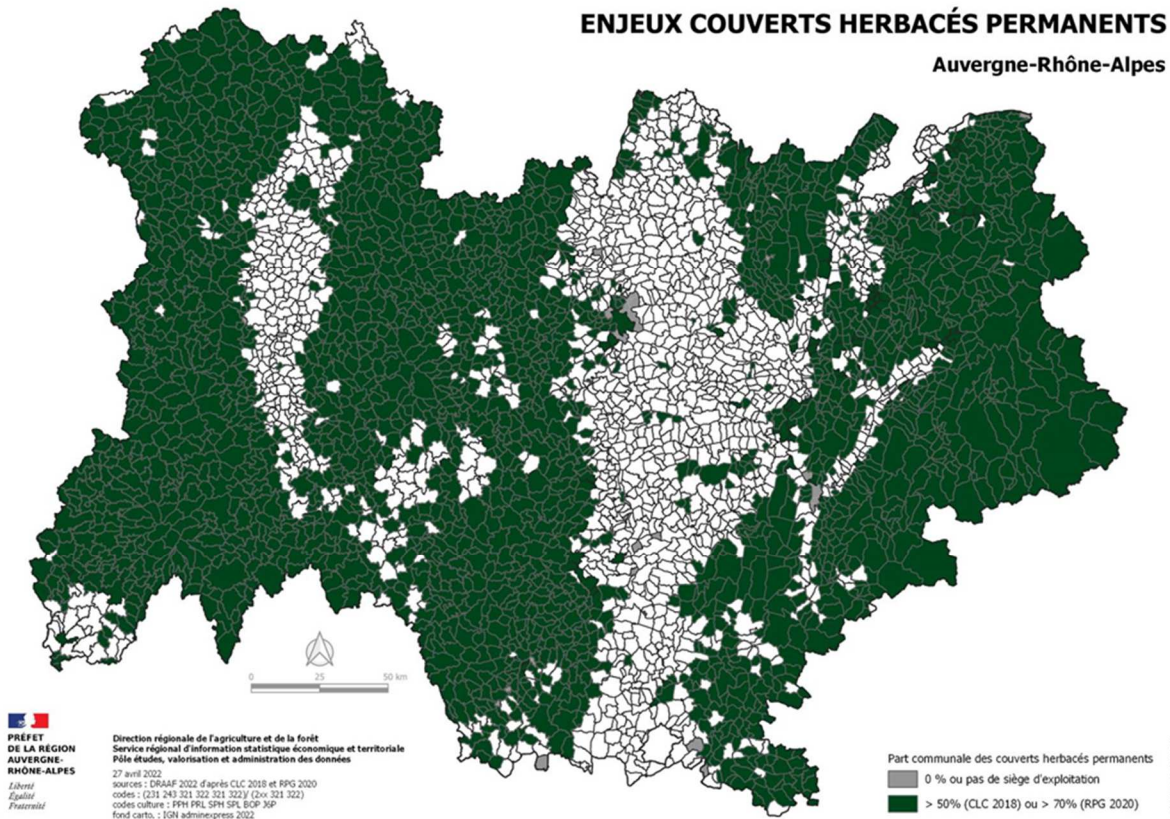 ENJEUX COUVERTS HERBACÉS PERMANENTS
Auvergne-Rhône-Alpes
0 25 50 km
PRÉFET
DE LA RÉGION
AUVERGNE-
RHÔNE-ALPES
Liberté
Égalité
Fraternité
Direction régionale de l'agriculture et de la forêt
Service régional d'information statistique économique et territoriale
Pôle études, valorisation et administration des données
27 avril 2022
sources : DRAAF 2022 d'après CLC 2018 et RPG 2020
codes : (231 243 321 322 321 322)/ (2xx 321 322)
codes culture : PPH PRL SPH SPL BOP J6P
fond carto. : IGN adminexpress 2022
Part communale des couverts herbacés permanents
0 % ou pas de siège d'exploitation
> 50% (CLC 2018) ou > 70% (RPG 2020)